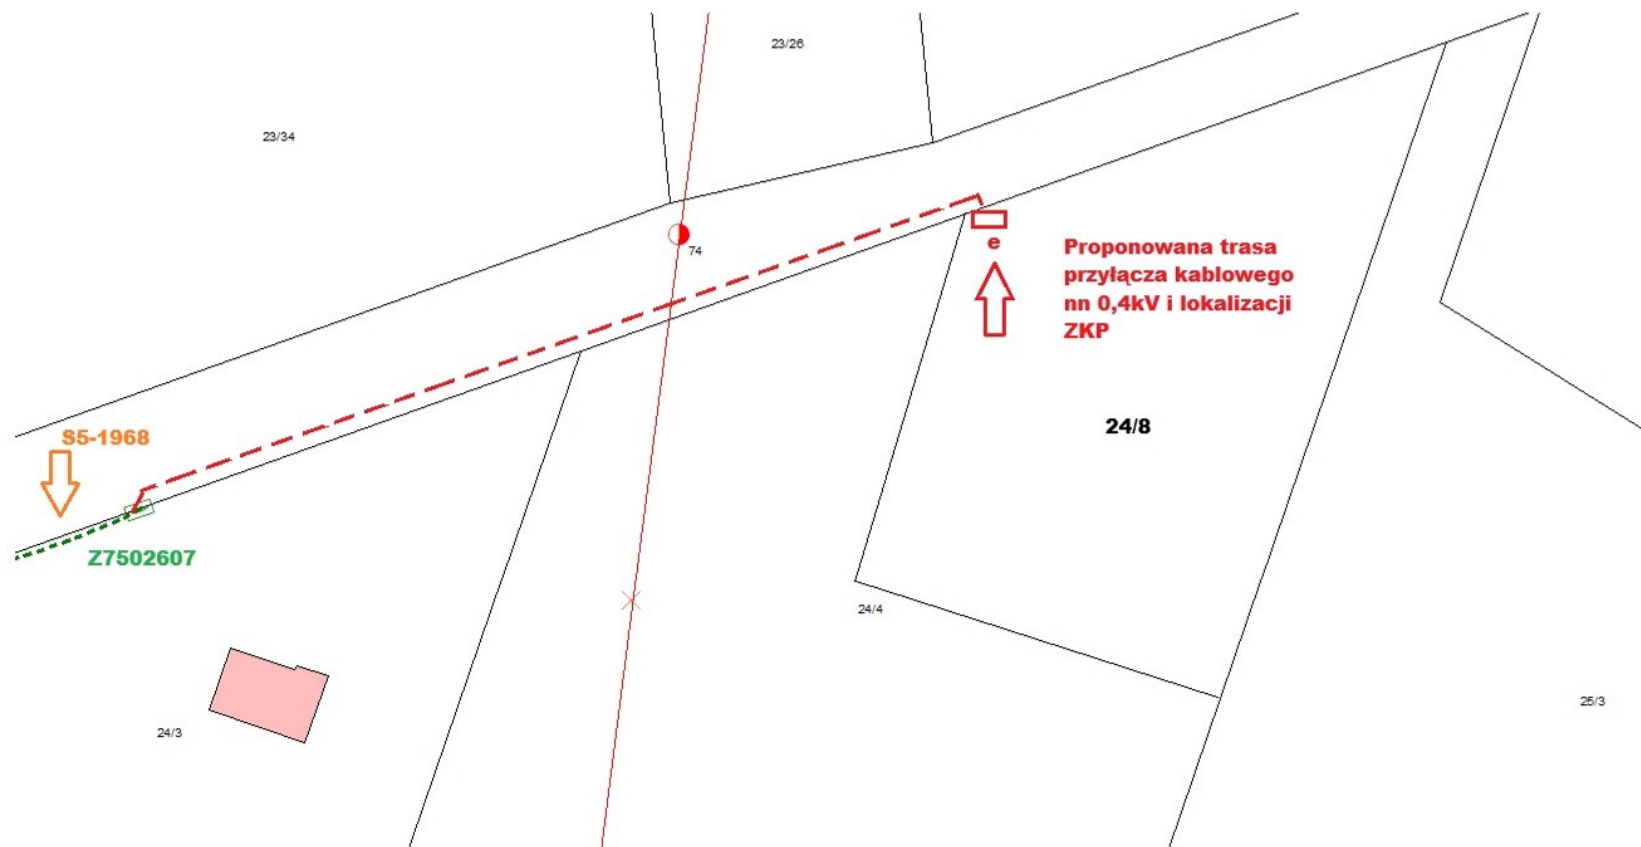 23/26
23/34
74
e
Proponowana trasa
przyłącza kablowego
nn 0,4kV i lokalizacji
ZKP
24/8
S5-1968
Z7502607
24/4
25/3
24/3